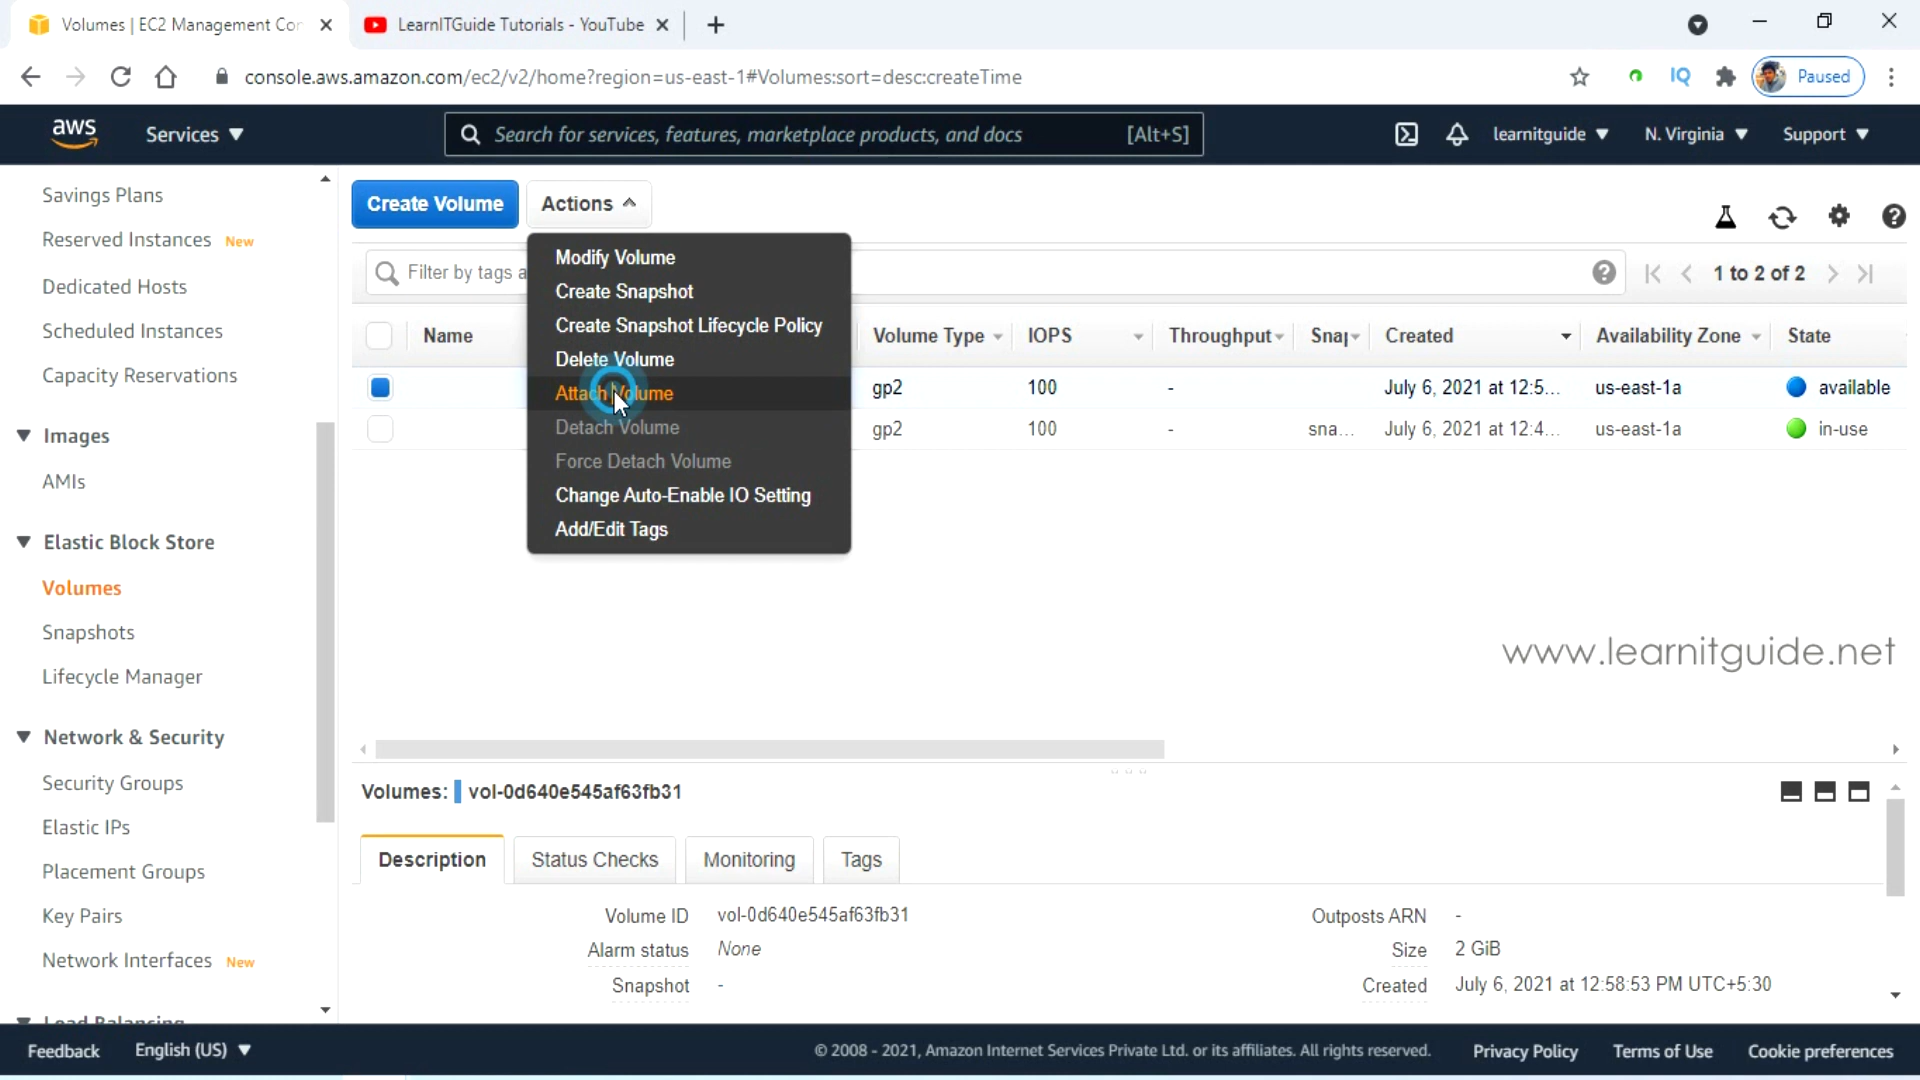 Volumes | EC2 Management Con
LearnITGuide Tutorials - YouTube
console.aws.amazon.com/ec2/v2/home?region=us-east-1#Volumes:sort=desc:createTime
IQ
Paused
aws
Services
Search for services, features, marketplace products, and docs
[Alt+S]
learnitguide
N. Virginia
Support
Savings Plans
Reserved Instances New
Dedicated Hosts
Scheduled Instances
Capacity Reservations
Images
AMIs
Elastic Block Store
Volumes
Snapshots
Lifecycle Manager
Network & Security
Security Groups
Elastic IPs
Placement Groups
Key Pairs
Network Interfaces New
Load Balancing
Create Volume
Actions
Filter by tags a
1 to 2 of 2
Modify Volume
Create Snapshot
Create Snapshot Lifecycle Policy
Delete Volume
Attach Volume
Detach Volume
Force Detach Volume
Change Auto-Enable IO Setting
Add/Edit Tags
Name Volume Type IOPS Throughput Snap Created Availability Zone State
gp2 100 - July 6, 2021 at 12:5... us-east-1a available
gp2 100 - sna... July 6, 2021 at 12:4... us-east-1a in-use
www.learnitguide.net
Volumes: vol-0d640e545af63fb31
Description Status Checks Monitoring Tags
Volume ID vol-0d640e545af63fb31
Outposts ARN -
Alarm status None
Size 2 GiB
Snapshot -
Created July 6, 2021 at 12:58:53 PM UTC+5:30
Feedback English (US)
© 2008 - 2021, Amazon Internet Services Private Ltd. or its affiliates. All rights reserved.
Privacy Policy Terms of Use Cookie preferences